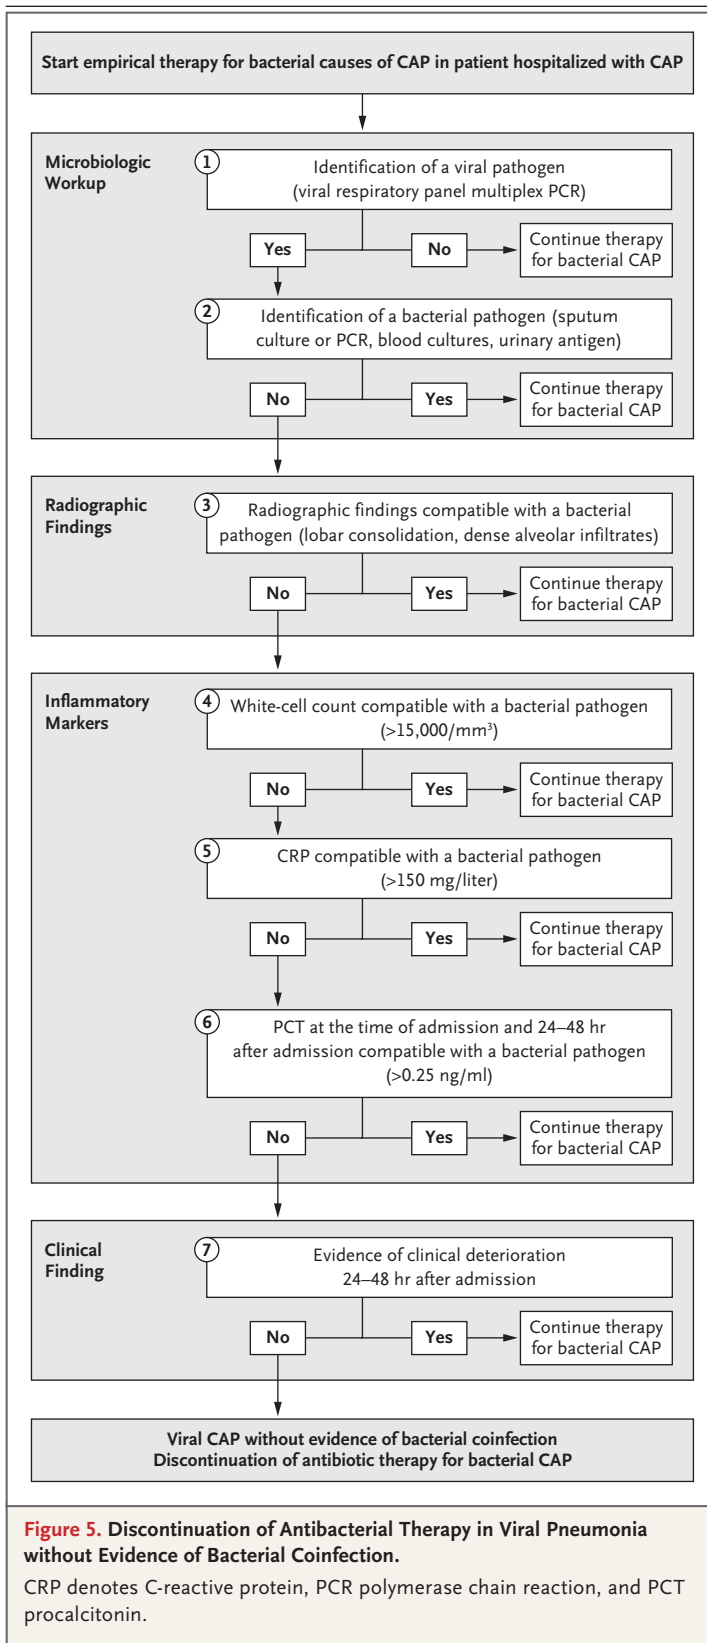 Start empirical therapy for bacterial causes of CAP in patient hospitalized with CAP
Microbiologic
Workup
1
Identification of a viral pathogen
(viral respiratory panel multiplex PCR)
Yes
No
Continue therapy
for bacterial CAP
2
Identification of a bacterial pathogen (sputum
culture or PCR, blood cultures, urinary antigen)
No
Yes
Continue therapy
for bacterial CAP
Radiographic
Findings
3
Radiographic findings compatible with a bacterial
pathogen (lobar consolidation, dense alveolar infiltrates)
No
Yes
Continue therapy
for bacterial CAP
Inflammatory
Markers
4
White-cell count compatible with a bacterial pathogen
(>15,000/mm³)
No
Yes
Continue therapy
for bacterial CAP
5
CRP compatible with a bacterial pathogen
(>150 mg/liter)
No
Yes
Continue therapy
for bacterial CAP
6
PCT at the time of admission and 24–48 hr
after admission compatible with a bacterial pathogen
(>0.25 ng/ml)
No
Yes
Continue therapy
for bacterial CAP
Clinical
Finding
7
Evidence of clinical deterioration
24–48 hr after admission
No
Yes
Continue therapy
for bacterial CAP
Viral CAP without evidence of bacterial coinfection
Discontinuation of antibiotic therapy for bacterial CAP
Figure 5. Discontinuation of Antibacterial Therapy in Viral Pneumonia
without Evidence of Bacterial Coinfection.
CRP denotes C-reactive protein, PCR polymerase chain reaction, and PCT
procalcitonin.